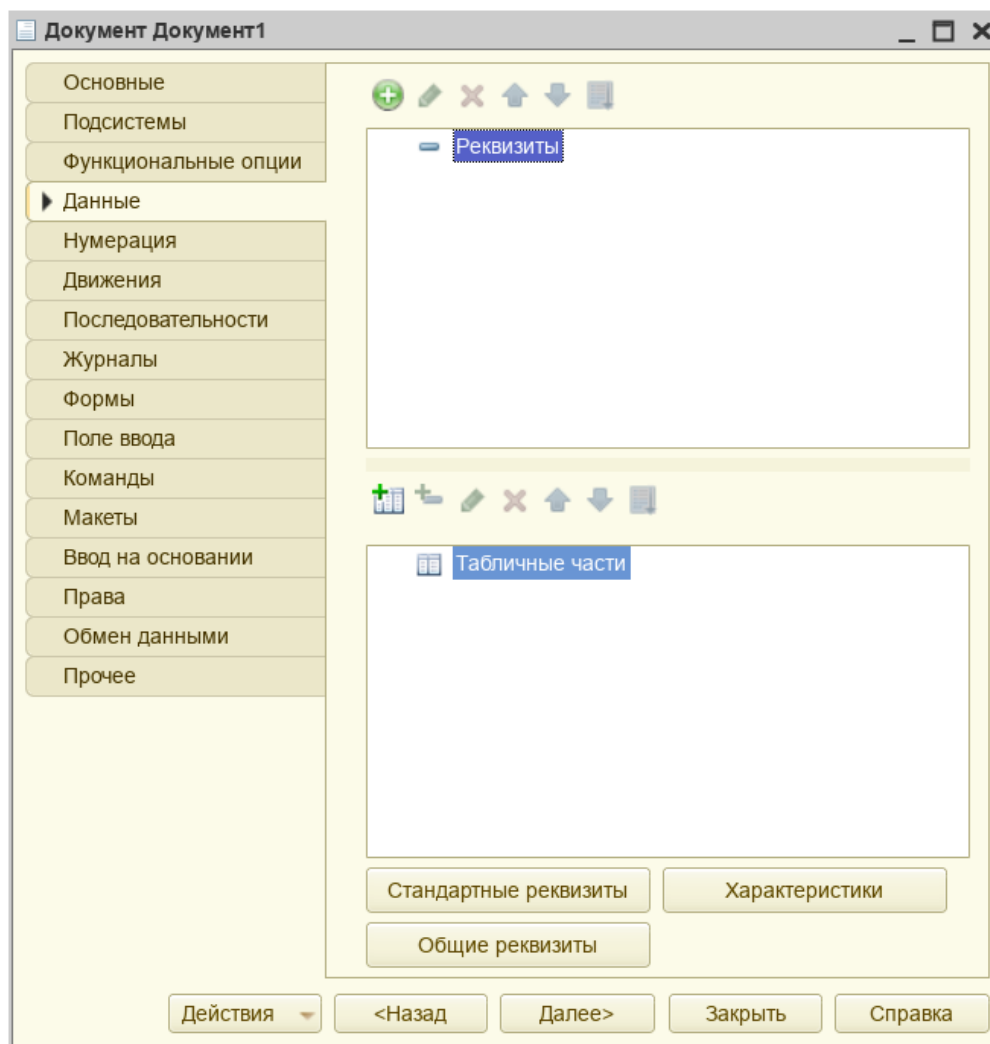 Документ Документ1
Основные
Подсистемы
Функциональные опции
Данные
Нумерация
Движения
Последовательности
Журналы
Формы
Поле ввода
Команды
Макеты
Ввод на основании
Права
Обмен данными
Прочее
Реквизиты
Табличные части
Стандартные реквизиты
Характеристики
Общие реквизиты
Действия
<Назад
Далее>
Закрыть
Справка